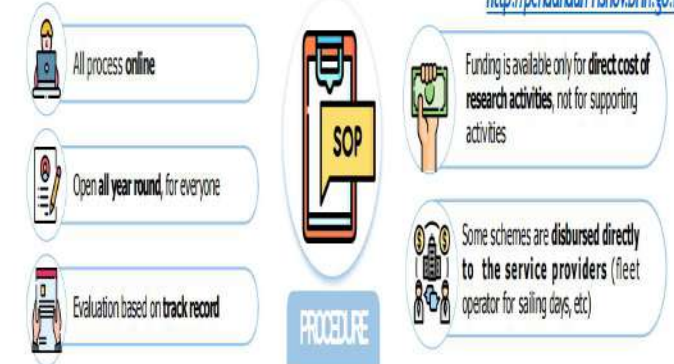 All process online
Open all year round, for everyone
Evaluation based on track record
SOP
PROCEDURE
Funding is available only for direct cost of
research activities, not for supporting
activities
Some schemes are disbursed directly
to the service providers (fleet
operator for sailing days, etc)